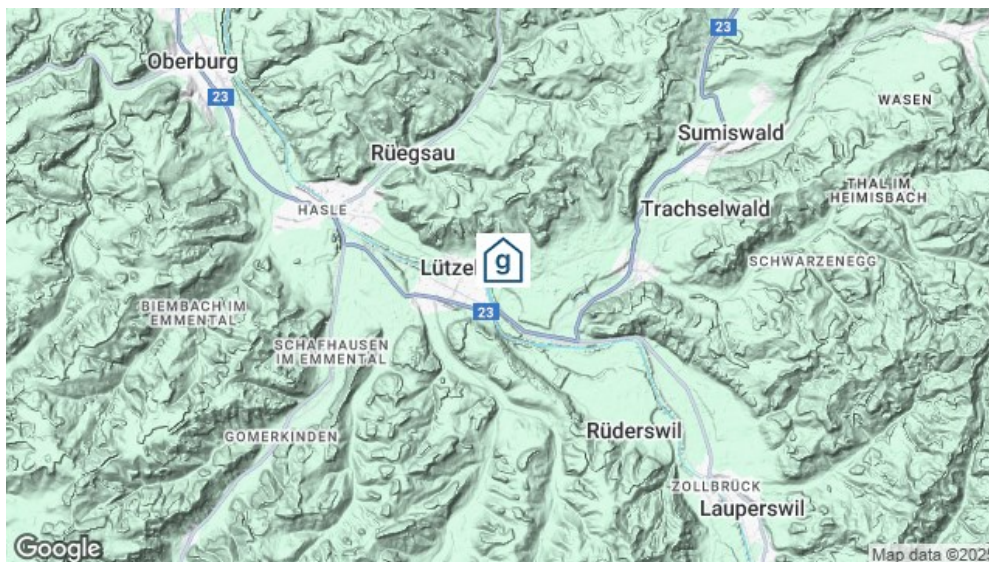 23
Oberburg
23
WASEN
Sumiswald
Rüegsau
THAL IM
HEIMISBACH
HASLE
Trachselwald
SCHWARZENEGG
Lützel
g
23
BIEMBACH IM
EMMENTAL
SCHAFHAUSEN
IM EMMENTAL
GOMERKINDEN
Rüderswil
ZOLLBRÜCK
Lauperswil
Google
Map data ©2025